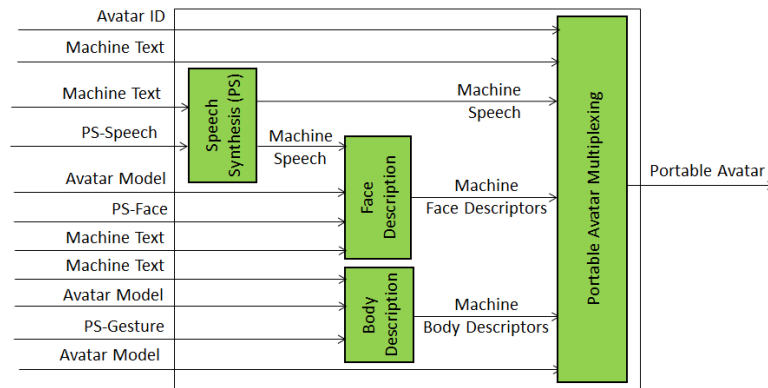 Avatar ID
Machine Text
Machine Text
PS-Speech
Avatar Model
PS-Face
Machine Text
Machine Text
Avatar Model
PS-Gesture
Avatar Model
Speech
Synthesis (PS)
Machine
Speech
Machine
Speech
Face
Description
Machine
Face Descriptors
Body
Description
Machine
Body Descriptors
Portable Avatar Multiplexing
Portable Avatar